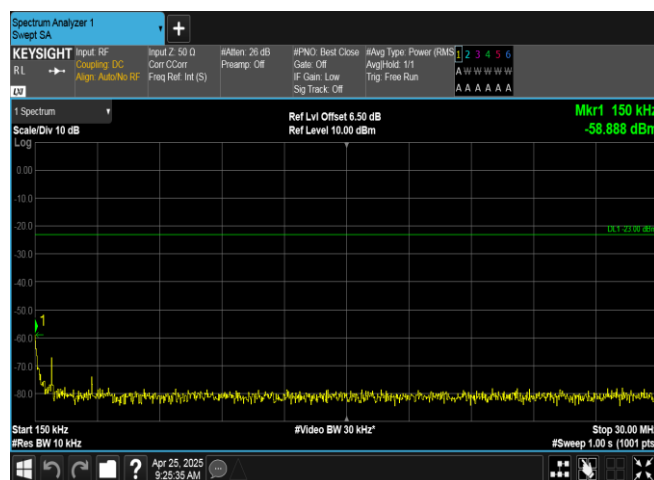 Spectrum Analyzer 1
Swept SA
+
KEYSIGHT
RL
LXI
Input: RF
Coupling: DC
Align: Auto/No RF
Input Z: 50 Ω
Corr CCorr
Freq Ref: Int (S)
#Atten: 26 dB
Preamp: Off
#PNO: Best Close
Gate: Off
IF Gain: Low
Sig Track: Off
#Avg Type: Power (RMS
Avg|Hold: 1/1
Trig: Free Run
1 2 3 4 5 6
A W W W W W
A A A A A A
1 Spectrum
Scale/Div 10 dB
Log
Ref Lvl Offset 6.50 dB
Ref Level 10.00 dBm
Mkr1 150 kHz
-58.888 dBm
0.00
-10.0
-20.0
DL1 -23.00 dBm
-30.0
-40.0
-50.0
1
-60.0
-70.0
-80.0
Start 150 kHz
#Res BW 10 kHz
#Video BW 30 kHz*
Stop 30.00 MHz
#Sweep 1.00 s (1001 pts
?
Apr 25, 2025
9:25:35 AM